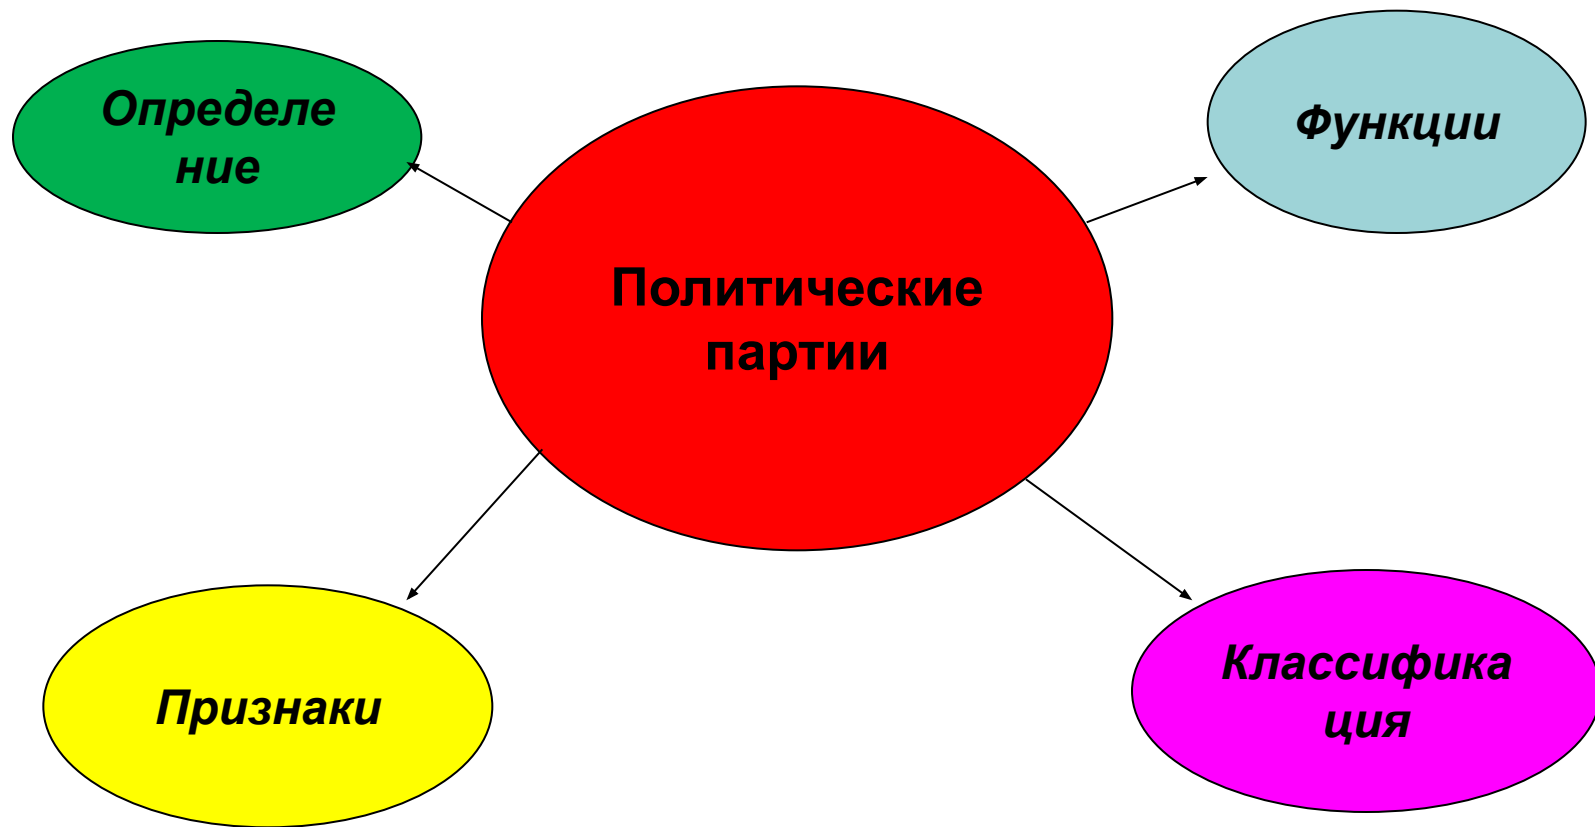 Определе
ние
Функции
Политические
партии
Признаки
Классифика
ция